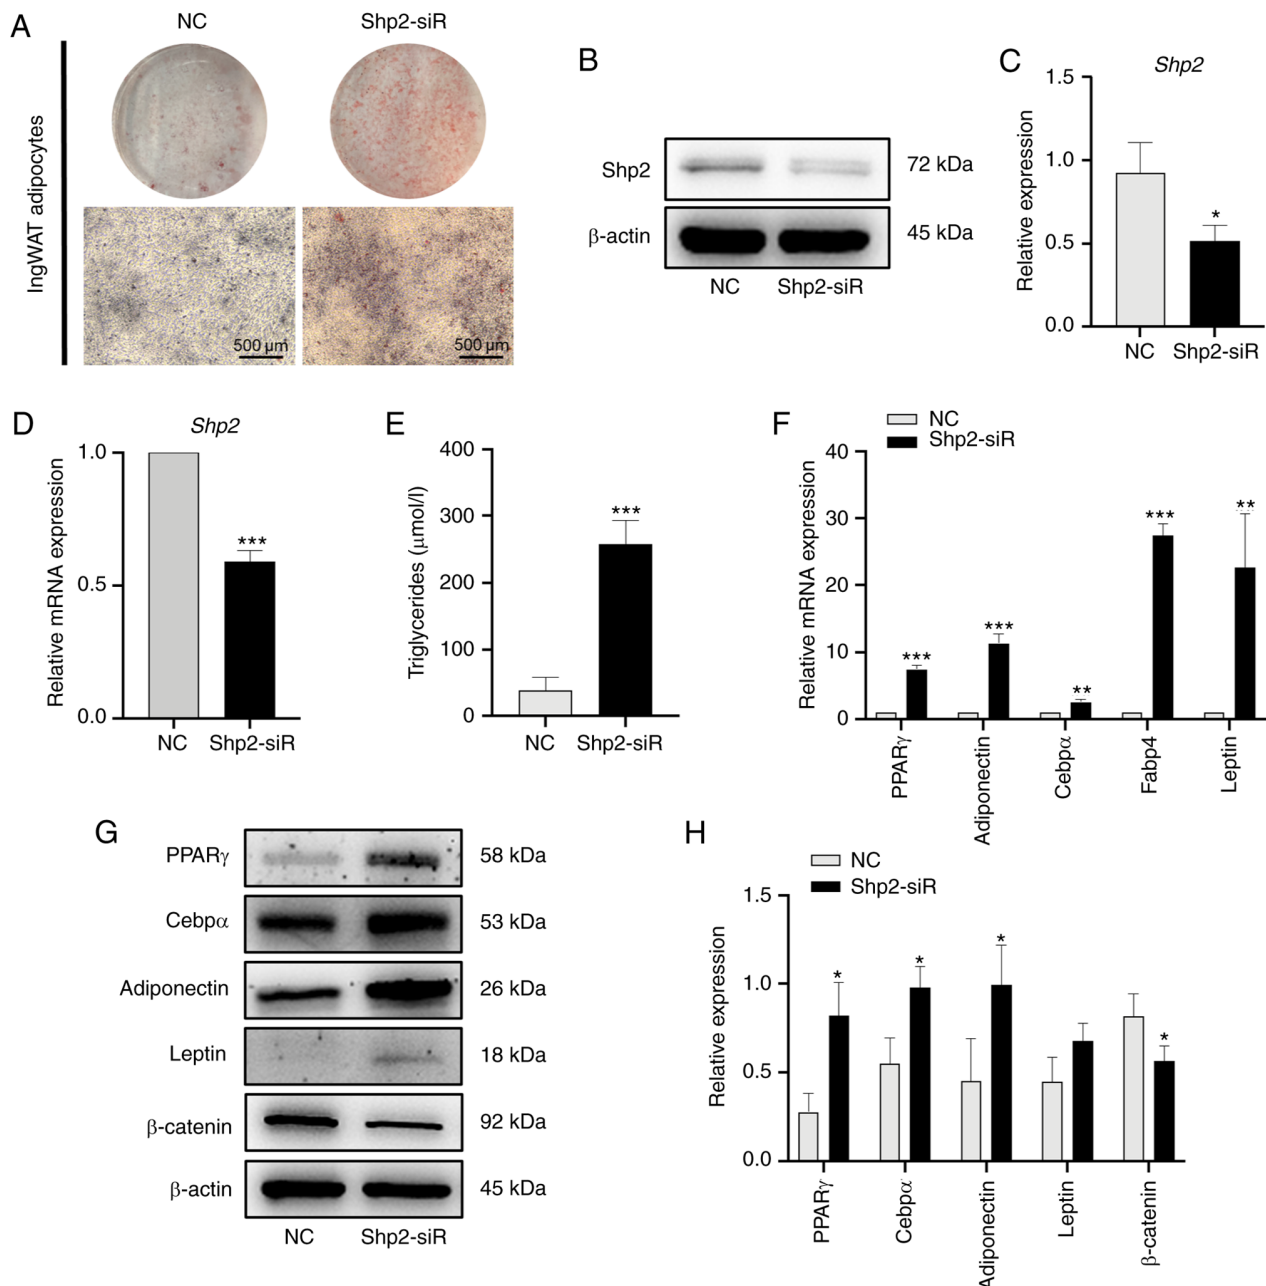 A
NC
Shp2-siR
IngWAT adipocytes
500 µm
500 µm
B
Shp2
72 kDa
β-actin
45 kDa
NC
Shp2-siR
C
Shp2
Relative expression
1.5
1.0
0.5
0.0
*
NC
Shp2-siR
D
Shp2
Relative mRNA expression
1.0
0.5
0.0
***
NC
Shp2-siR
E
Triglycerides (µmol/l)
400
300
200
100
0
***
NC
Shp2-siR
F
NC
Shp2-siR
Relative mRNA expression
40
30
20
10
0
***
***
**
***
**
PPARγ
Adiponectin
Cebpα
Fabp4
Leptin
G
PPARγ
58 kDa
Cebpα
53 kDa
Adiponectin
26 kDa
Leptin
18 kDa
β-catenin
92 kDa
β-actin
45 kDa
NC
Shp2-siR
H
NC
Shp2-siR
Relative expression
1.5
1.0
0.5
0.0
*
*
*
*
PPARγ
Cebpα
Adiponectin
Leptin
β-catenin